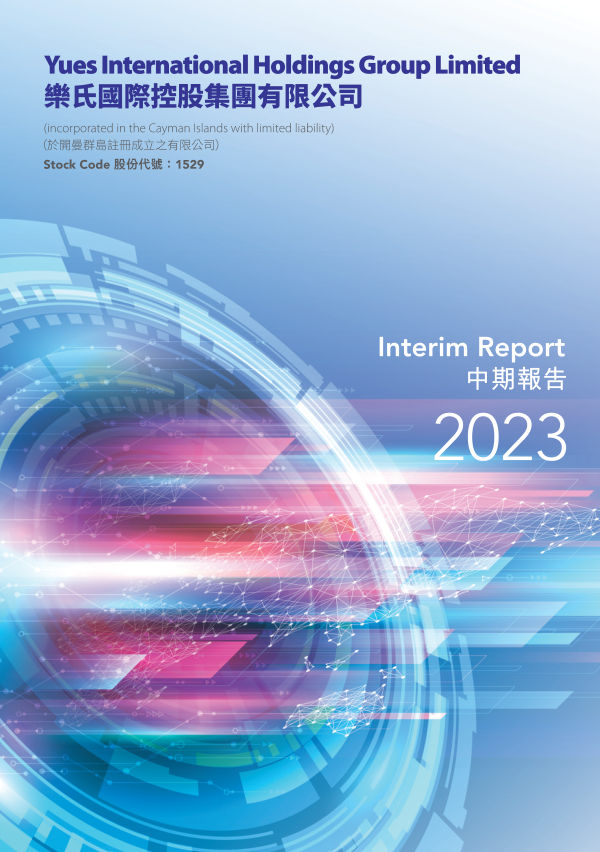 Yues International Holdings Group Limited
樂氏國際控股集團有限公司
(incorporated in the Cayman Islands with limited liability)
(於開曼群島註冊成立之有限公司)
Stock Code 股份代號：1529
Interim Report
中期報告
2023